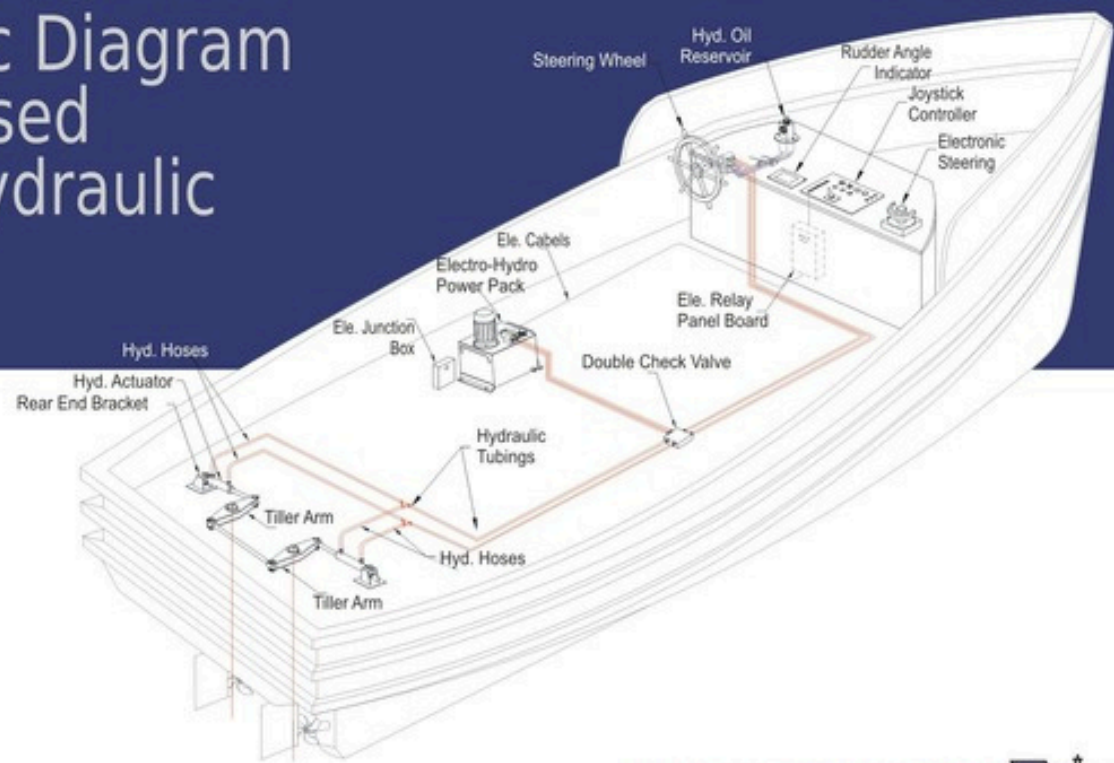 c Diagram
sed
ydraulic
Steering Wheel
Hyd. Oil
Reservoir
Rudder Angle
Indicator
Joystick
Controller
Electronic
Steering
Ele. Cabels
Electro-Hydro
Power Pack
Ele. Junction
Box
Ele. Relay
Panel Board
Double Check Valve
Hyd. Hoses
Hyd. Actuator
Rear End Bracket
Hydraulic
Tubings
Tiller Arm
Hyd. Hoses
Tiller Arm